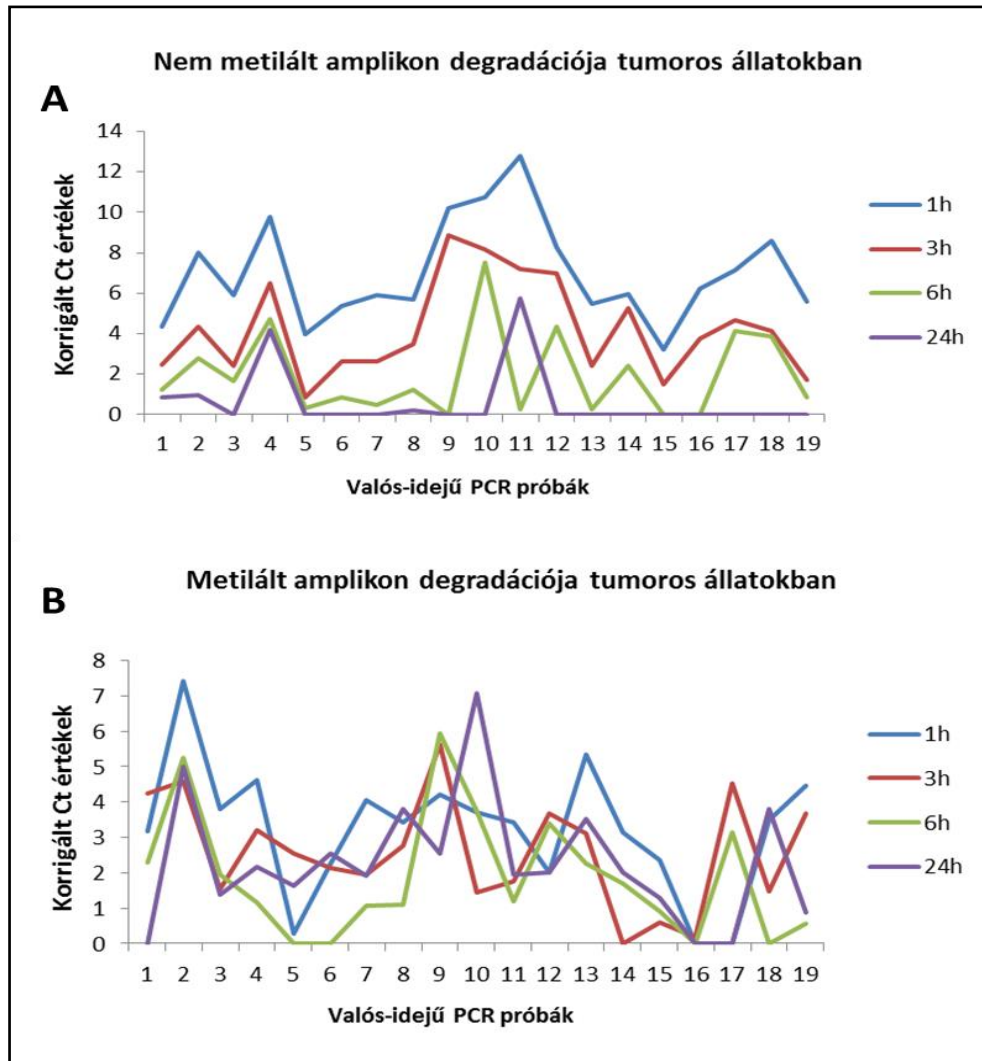 Nem metilált amplikon degradációja tumoros állatokban
A
Korrigált Ct értékek
14
12
10
8
6
4
2
0
1 2 3 4 5 6 7 8 9 10 11 12 13 14 15 16 17 18 19
Valós-idejű PCR próbák
1h
3h
6h
24h
Metilált amplikon degradációja tumoros állatokban
B
Korrigált Ct értékek
8
7
6
5
4
3
2
1
0
1 2 3 4 5 6 7 8 9 10 11 12 13 14 15 16 17 18 19
Valós-idejű PCR próbák
1h
3h
6h
24h